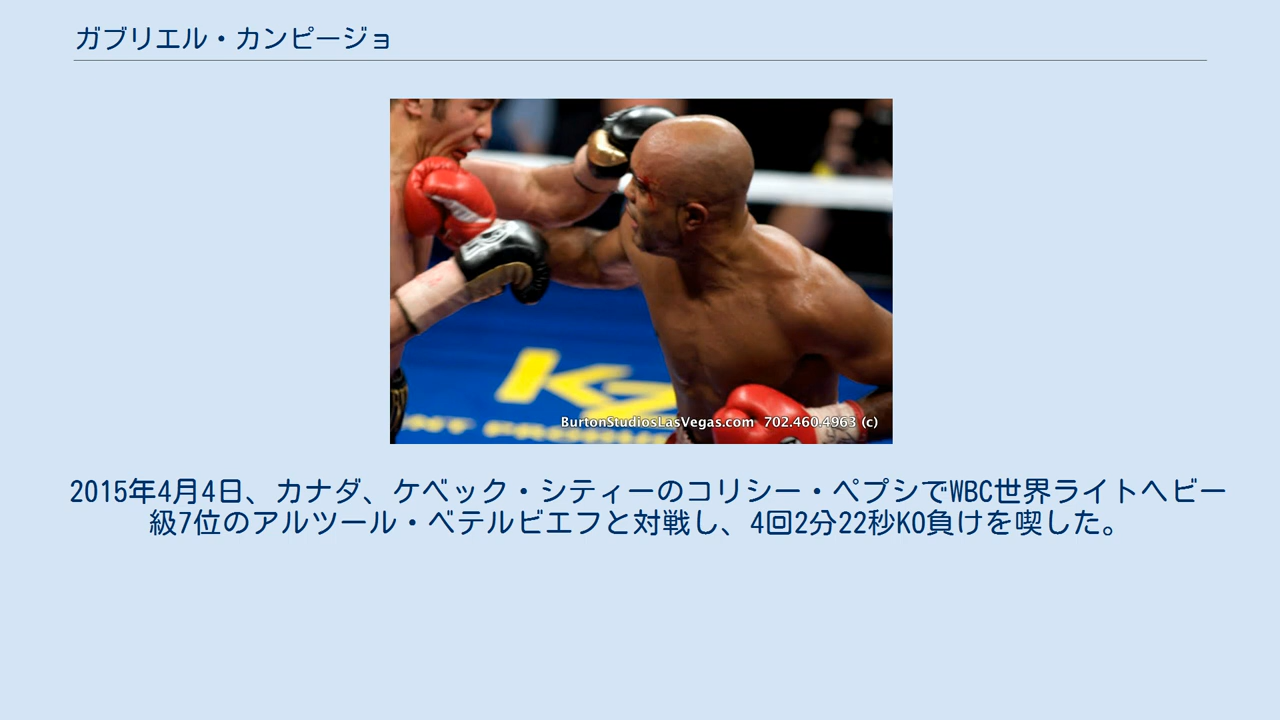 ガブリエル・カンピージョ
KZ
BurtonStudiosLasVegas.com 702.460.4963 (c)
2015年4月4日、カナダ、ケベック・シティーのコリシー・ペプシでWBC世界ライトヘビー
級7位のアルツール・ベテルビエフと対戦し、4回2分22秒KO負けを喫した。